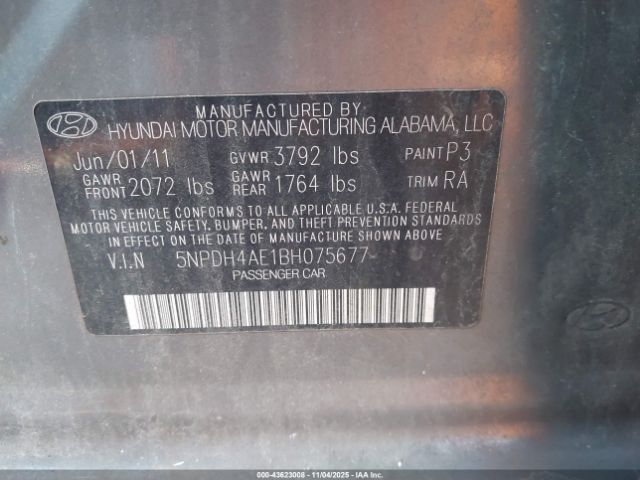 MANUFACTURED BY
HYUNDAI MOTOR MANUFACTURING ALABAMA, LLC
Jun/01/11 GVWR 3792 lbs PAINT P3
GAWR FRONT 2072 lbs GAWR REAR 1764 lbs TRIM RA
THIS VEHICLE CONFORMS TO ALL APPLICABLE U.S.A. FEDERAL
MOTOR VEHICLE SAFETY, BUMPER, AND THEFT PREVENTION STANDARDS
IN EFFECT ON THE DATE OF MANUFACTURE SHOWN ABOVE.
V.I.N 5NPDH4AE1BH075677
PASSENGER CAR
000-43623008 - 11/04/2025 - IAAI.COM